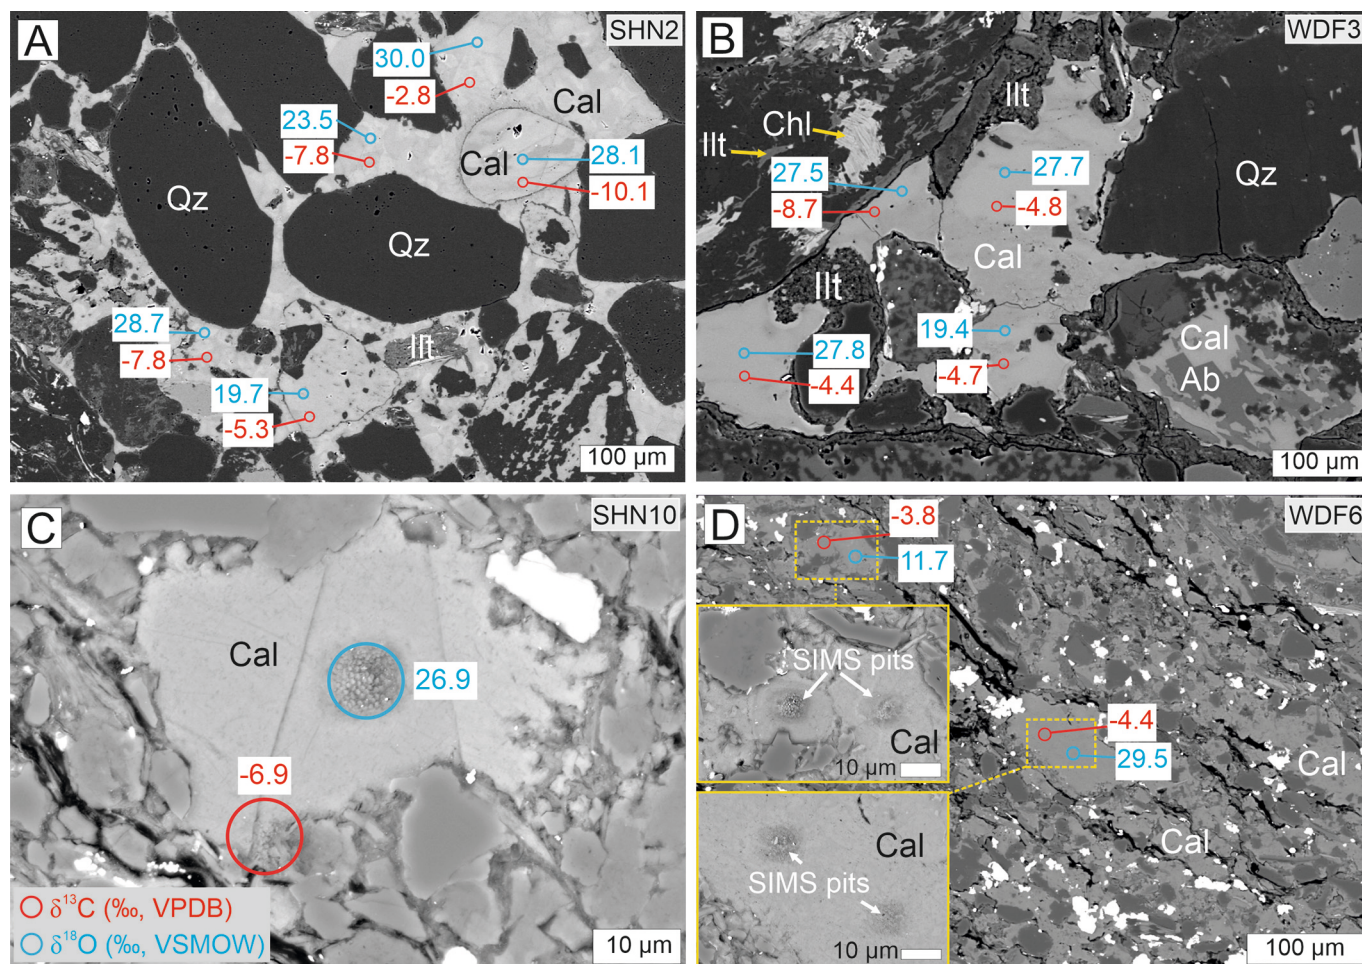 A
SHN2
30.0
-2.8
Cal
23.5
-7.8
Cal
28.1
-10.1
Qz
Qz
28.7
-7.8
Ilt
19.7
-5.3
100 µm
B
WDF3
Ilt
Chl
Ilt
27.5
-8.7
27.7
-4.8
Qz
Cal
Ilt
19.4
-4.7
27.8
-4.4
Cal
Ab
100 µm
C
SHN10
Cal
26.9
-6.9
δ¹³C (‰, VPDB)
δ¹⁸O (‰, VSMOW)
10 µm
D
WDF6
-3.8
11.7
SIMS pits
Cal
10 µm
-4.4
29.5
Cal
Cal
Cal
SIMS pits
10 µm
100 µm